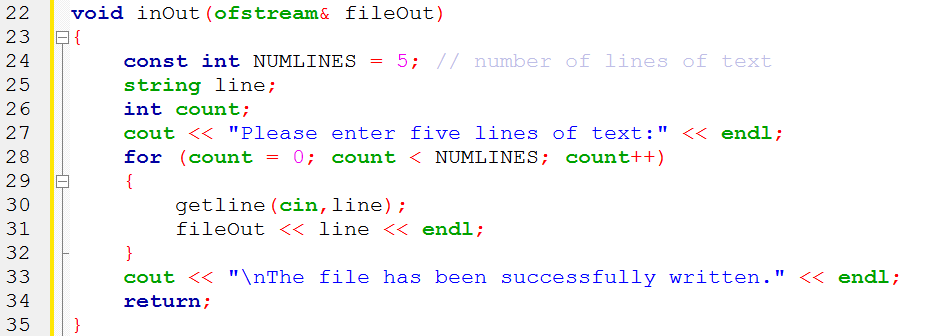 22 void inOut(ofstream& fileOut)
23 {
24     const int NUMLINES = 5; // number of lines of text
25     string line;
26     int count;
27     cout << "Please enter five lines of text:" << endl;
28     for (count = 0; count < NUMLINES; count++)
29     {
30         getline(cin,line);
31         fileOut << line << endl;
32     }
33     cout << "\nThe file has been successfully written." << endl;
34     return;
35 }